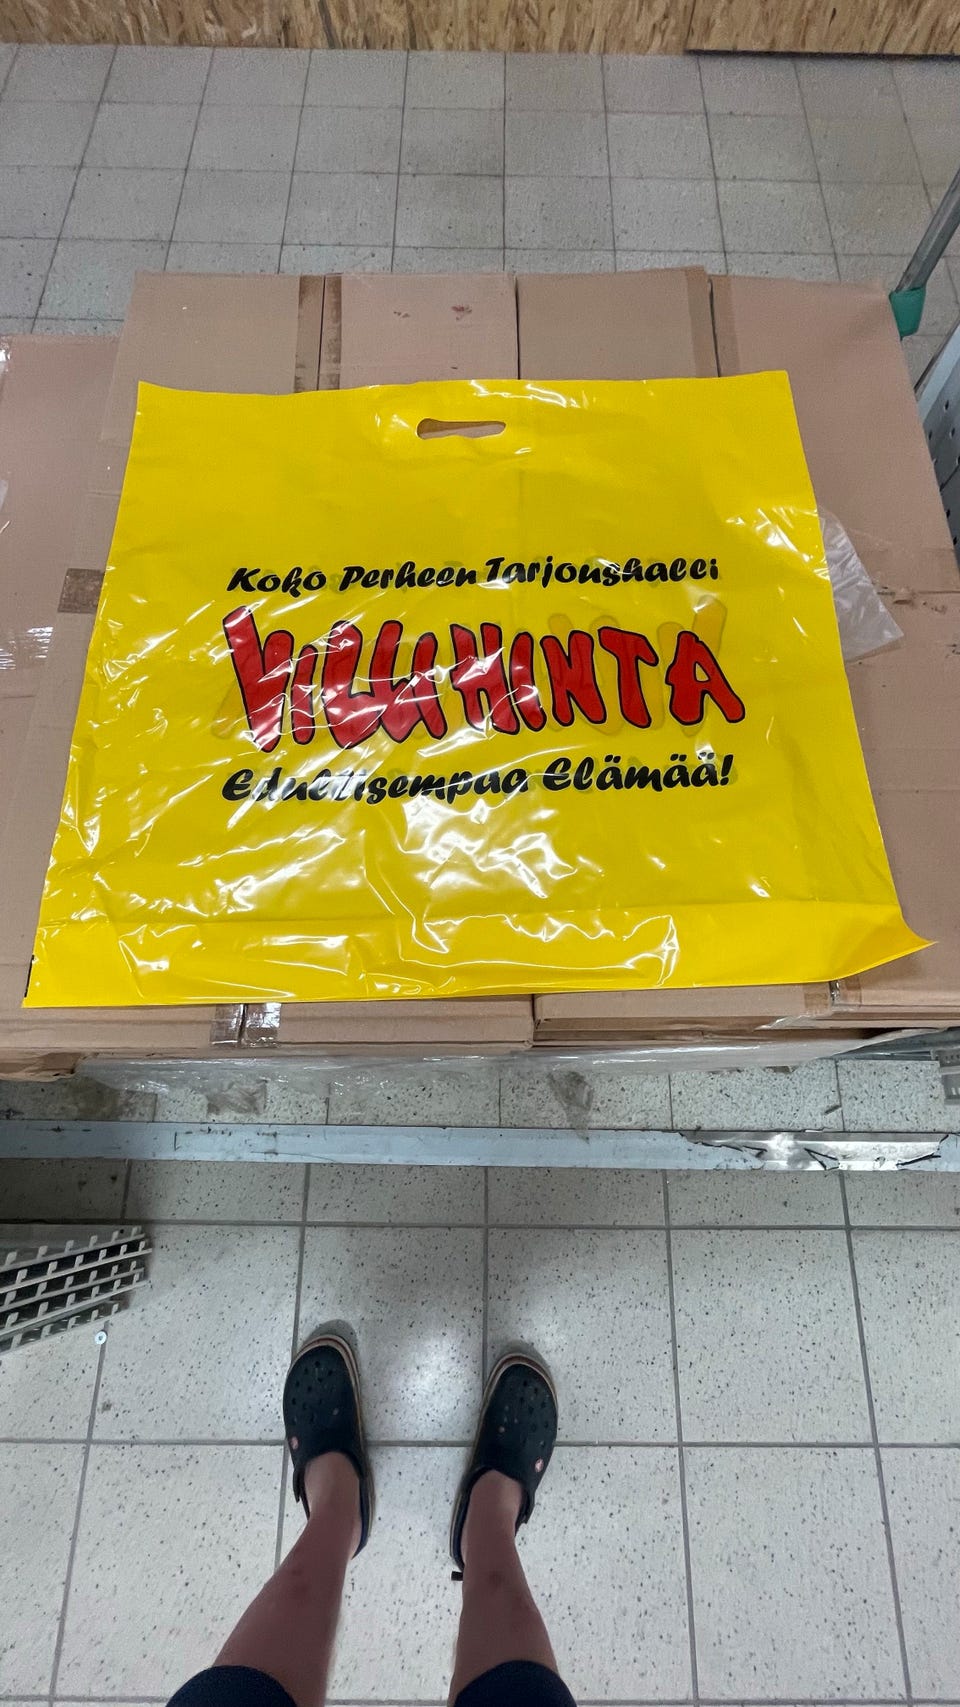 Koko Perheen Tarjoushalli
VILLIHINTA
Edullisempaa Elämää!